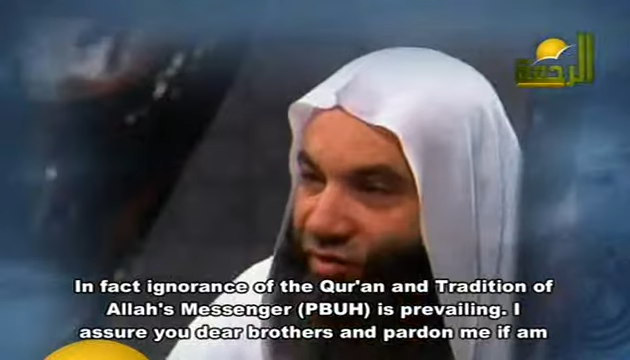 الرحمة
In fact ignorance of the Qur'an and Tradition of
Allah's Messenger (PBUH) is prevailing. I
assure you dear brothers and pardon me if am